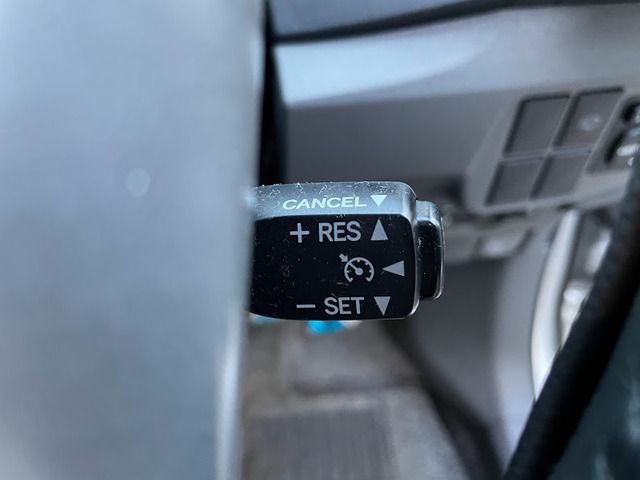 CANCEL ▼
+ RES ▲
◄
− SET ▼